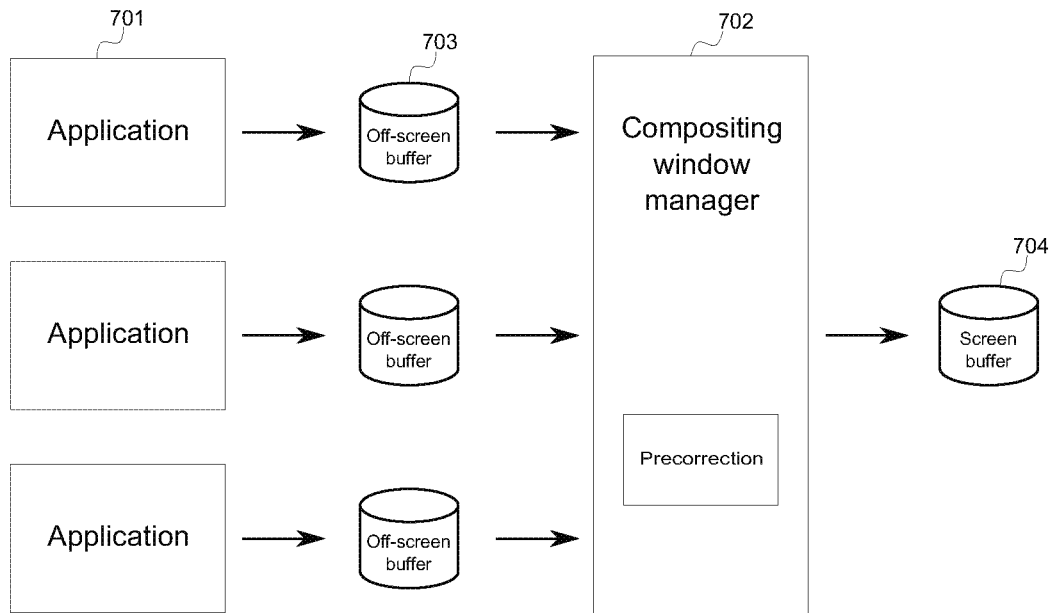 701
703
702
Application
Off-screen
buffer
Compositing
window
manager
704
Application
Off-screen
buffer
Screen
buffer
Precorrection
Application
Off-screen
buffer